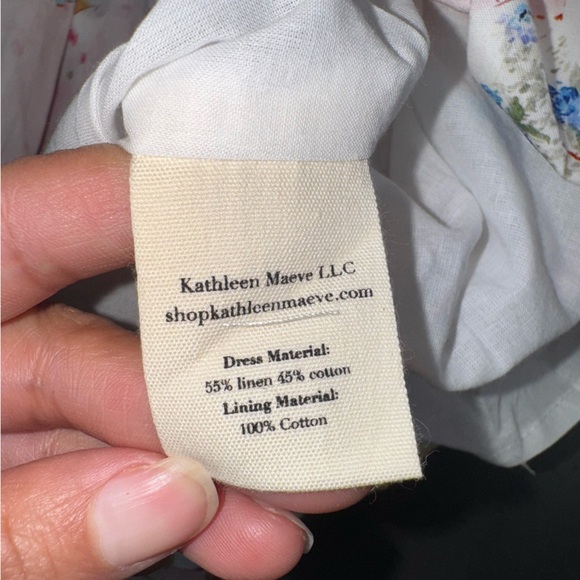 Kathleen Maeve LLC
shopkathleenmaeve.com
Dress Material:
55% linen 45% cotton
Lining Material:
100% Cotton